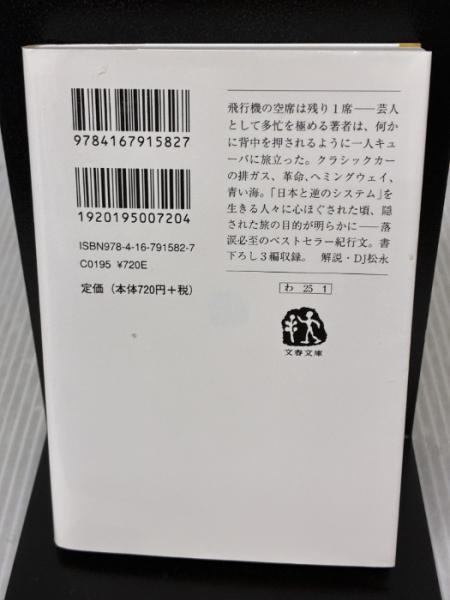 9784167915827
1920195007204
ISBN978-4-16-791582-7
C0195 ¥720E
定価（本体720円＋税）
飛行機の空席は残り１席──芸人
として多忙を極める著者は、何か
に背中を押されるように一人キュ
ーバに旅立った。クラシックカー
の排ガス、革命、ヘミングウェイ、
青い海。「日本と逆のシステム」を
生きる人々に心ほぐされた頃、隠
された旅の目的が明らかに──落
涙必至のベストセラー紀行文。書
下ろし３編収録。　解説・DJ松永
わ 25 1
文春文庫